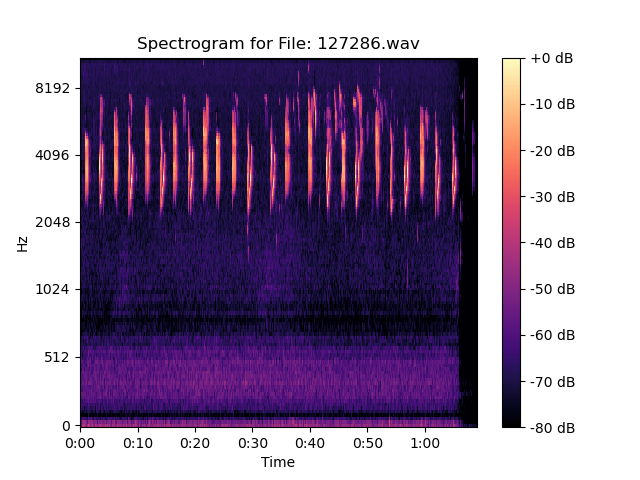 Spectrogram for File: 127286.wav
+0 dB
8192
-10 dB
4096
-20 dB
-30 dB
2048
-40 dB
Hz
1024
-50 dB
512
-60 dB
-70 dB
0
-80 dB
0:00 0:10 0:20 0:30 0:40 0:50 1:00
Time